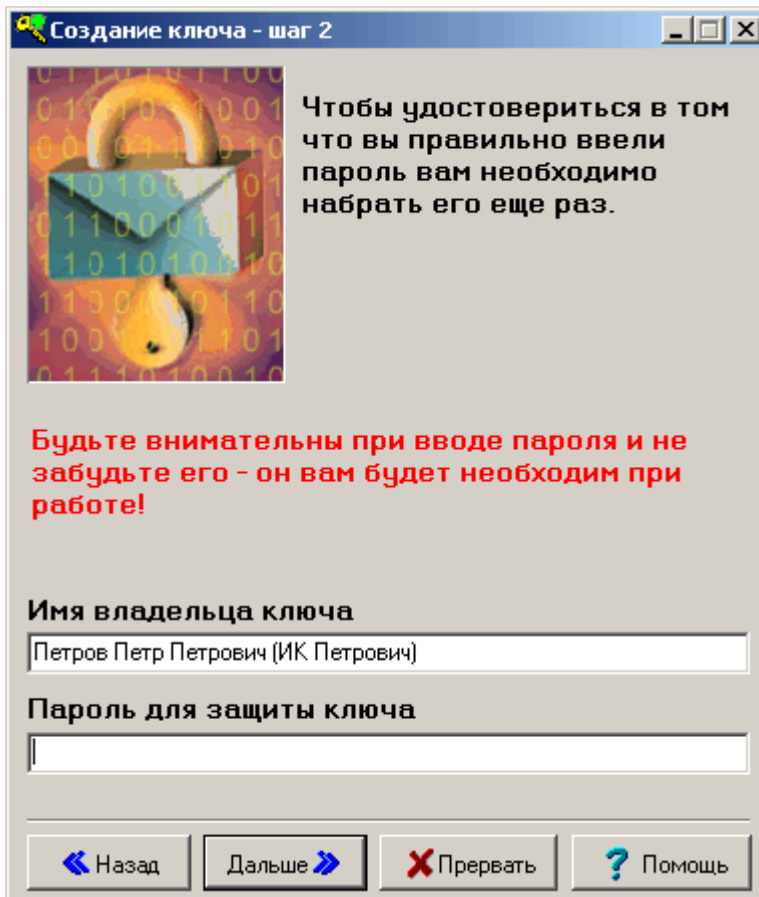 Создание ключа - шаг 2
Чтобы удостовериться в том
что вы правильно ввели
пароль вам необходимо
набрать его еще раз.
Будьте внимательны при вводе пароля и не
забудьте его - он вам будет необходим при
работе!
Имя владельца ключа
Петров Петр Петрович (ИК Петрович)
Пароль для защиты ключа
Назад
Дальше
Прервать
? Помощь